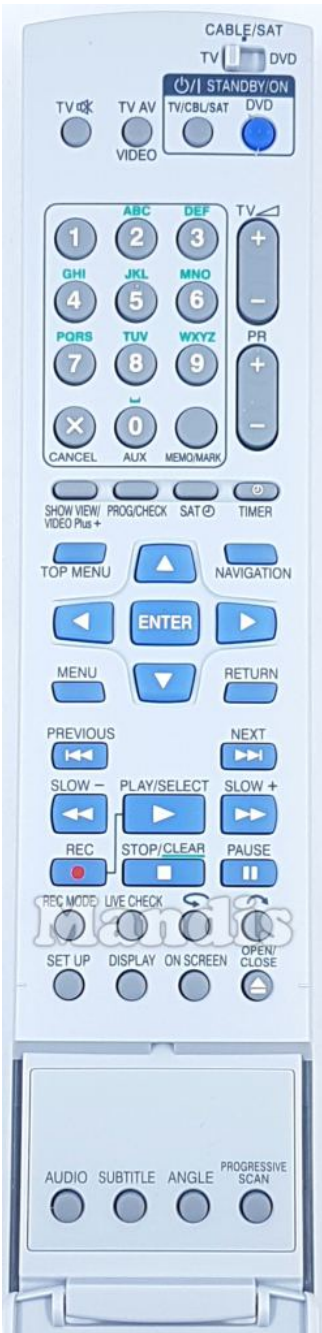 CABLE/SAT
TV DVD
⏻/I STANDBY/ON
TV TV AV TV/CBL/SAT DVD
VIDEO
ABC DEF TV
1 2 3 +
GHI JKL MNO
4 5 6 −
PQRS TUV WXYZ PR
7 8 9 +
0 −
CANCEL AUX MEMO/MARK
SHOW VIEW/ PROG/CHECK SAT TIMER
VIDEO Plus+
TOP MENU NAVIGATION
ENTER
MENU RETURN
PREVIOUS NEXT
SLOW − PLAY/SELECT SLOW +
REC STOP/CLEAR PAUSE
REC MODE LIVE CHECK
Mandis
SET UP DISPLAY ON SCREEN OPEN/
CLOSE
AUDIO SUBTITLE ANGLE PROGRESSIVE
SCAN